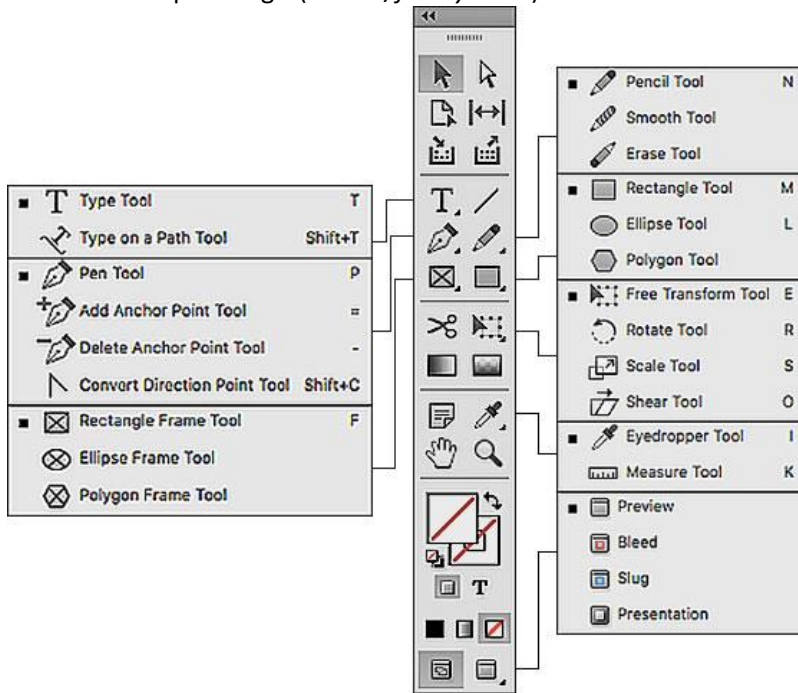 Type Tool T
Type on a Path Tool Shift+T
Pen Tool P
Add Anchor Point Tool =
Delete Anchor Point Tool -
Convert Direction Point Tool Shift+C
Rectangle Frame Tool F
Ellipse Frame Tool
Polygon Frame Tool
T
T
Pencil Tool N
Smooth Tool
Erase Tool
Rectangle Tool M
Ellipse Tool L
Polygon Tool
Free Transform Tool E
Rotate Tool R
Scale Tool S
Shear Tool O
Eyedropper Tool I
Measure Tool K
Preview
Bleed
Slug
Presentation